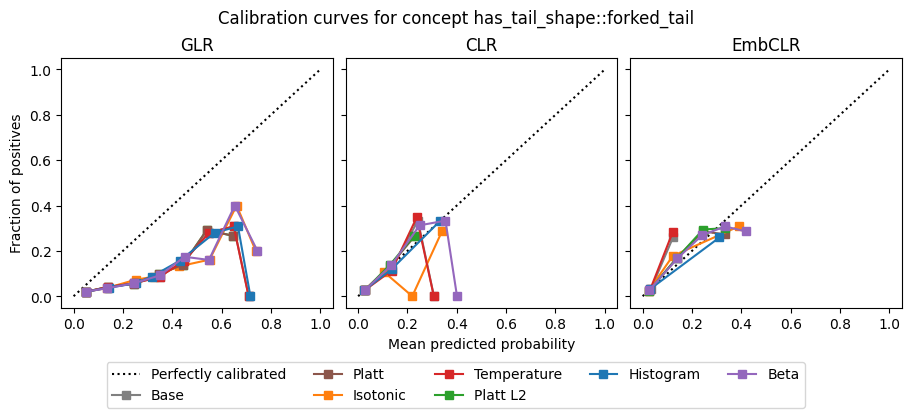 Calibration curves for concept has_tail_shape::forked_tail
GLR CLR EmbCLR
Fraction of positives
1.0
0.8
0.6
0.4
0.2
0.0
0.0 0.2 0.4 0.6 0.8 1.0 0.0 0.2 0.4 0.6 0.8 1.0 0.0 0.2 0.4 0.6 0.8 1.0
Mean predicted probability
Perfectly calibrated Platt Temperature Histogram Beta
Base Isotonic Platt L2